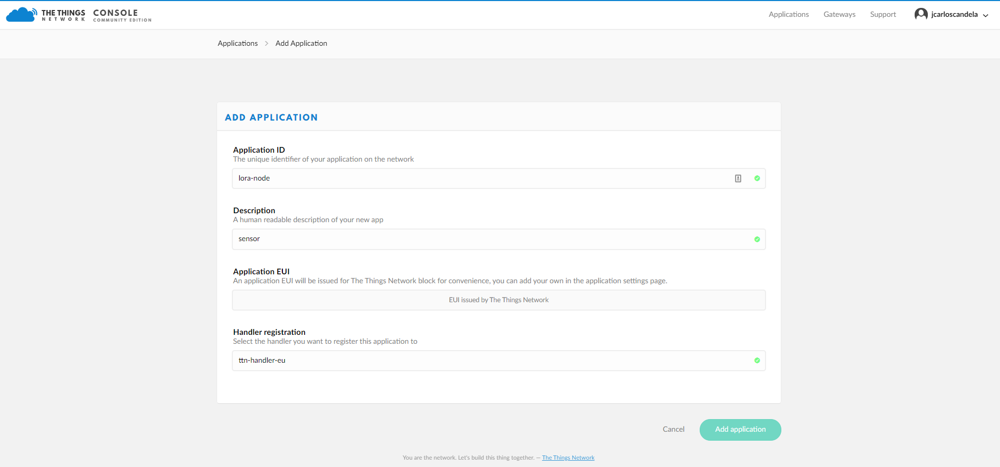 THE THINGS
NETWORK
CONSOLE
COMMUNITY EDITION
Applications
Gateways
Support
jcarloscandela
Applications
Add Application
ADD APPLICATION
Application ID
The unique identifier of your application on the network
lora-node
Description
A human readable description of your new app
sensor
Application EUI
An application EUI will be issued for The Things Network block for convenience, you can add your own in the application settings page.
EUI issued by The Things Network
Handler registration
Select the handler you want to register this application to
ttn-handler-eu
Cancel
Add application
You are the network. Let's build this thing together. — The Things Network